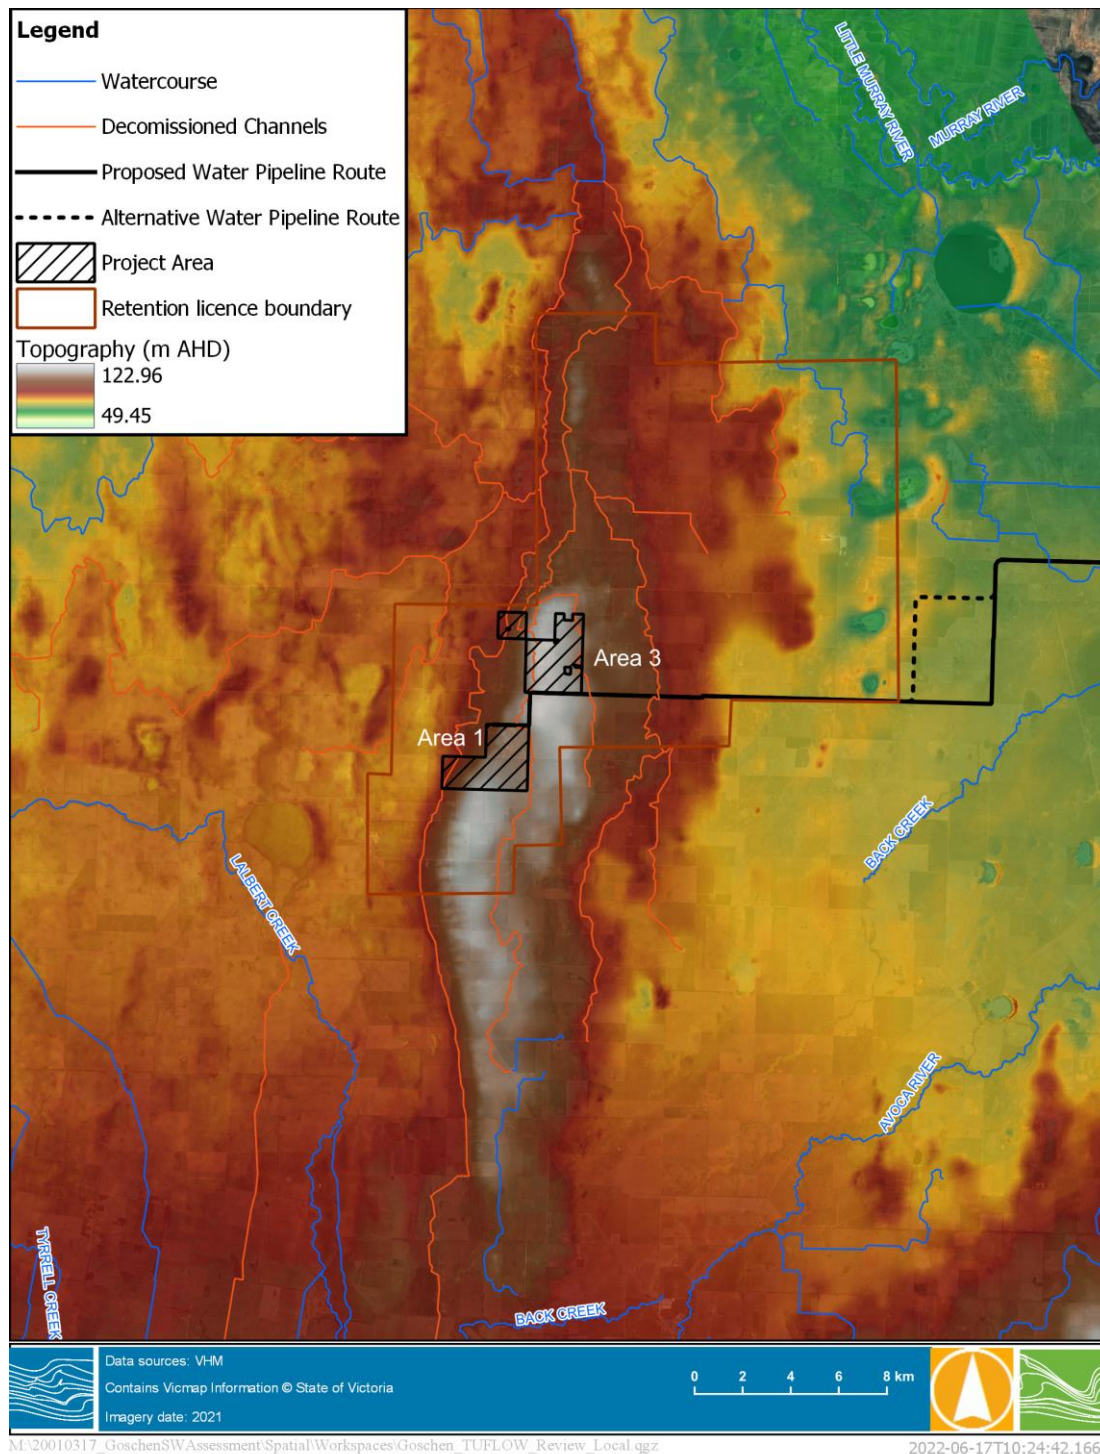 Legend
Watercourse
Decomissioned Channels
Proposed Water Pipeline Route
Alternative Water Pipeline Route
Project Area
Retention licence boundary
Topography (m AHD)
122.96
49.45
LITTLE MURRAY RIVER
MURRAY RIVER
Area 3
Area 1
BACK CREEK
LALBERT CREEK
AVOCA RIVER
TYRRELL CREEK
BACK CREEK
Data sources: VHM
Contains Vicmap Information © State of Victoria
Imagery date: 2021
0 2 4 6 8 km
M:\20010317_GoschenSWAssessment\Spatial\Workspaces\Goschen_TUFLOW_Review_Local.qgz
2022-06-17T10:24:42.166